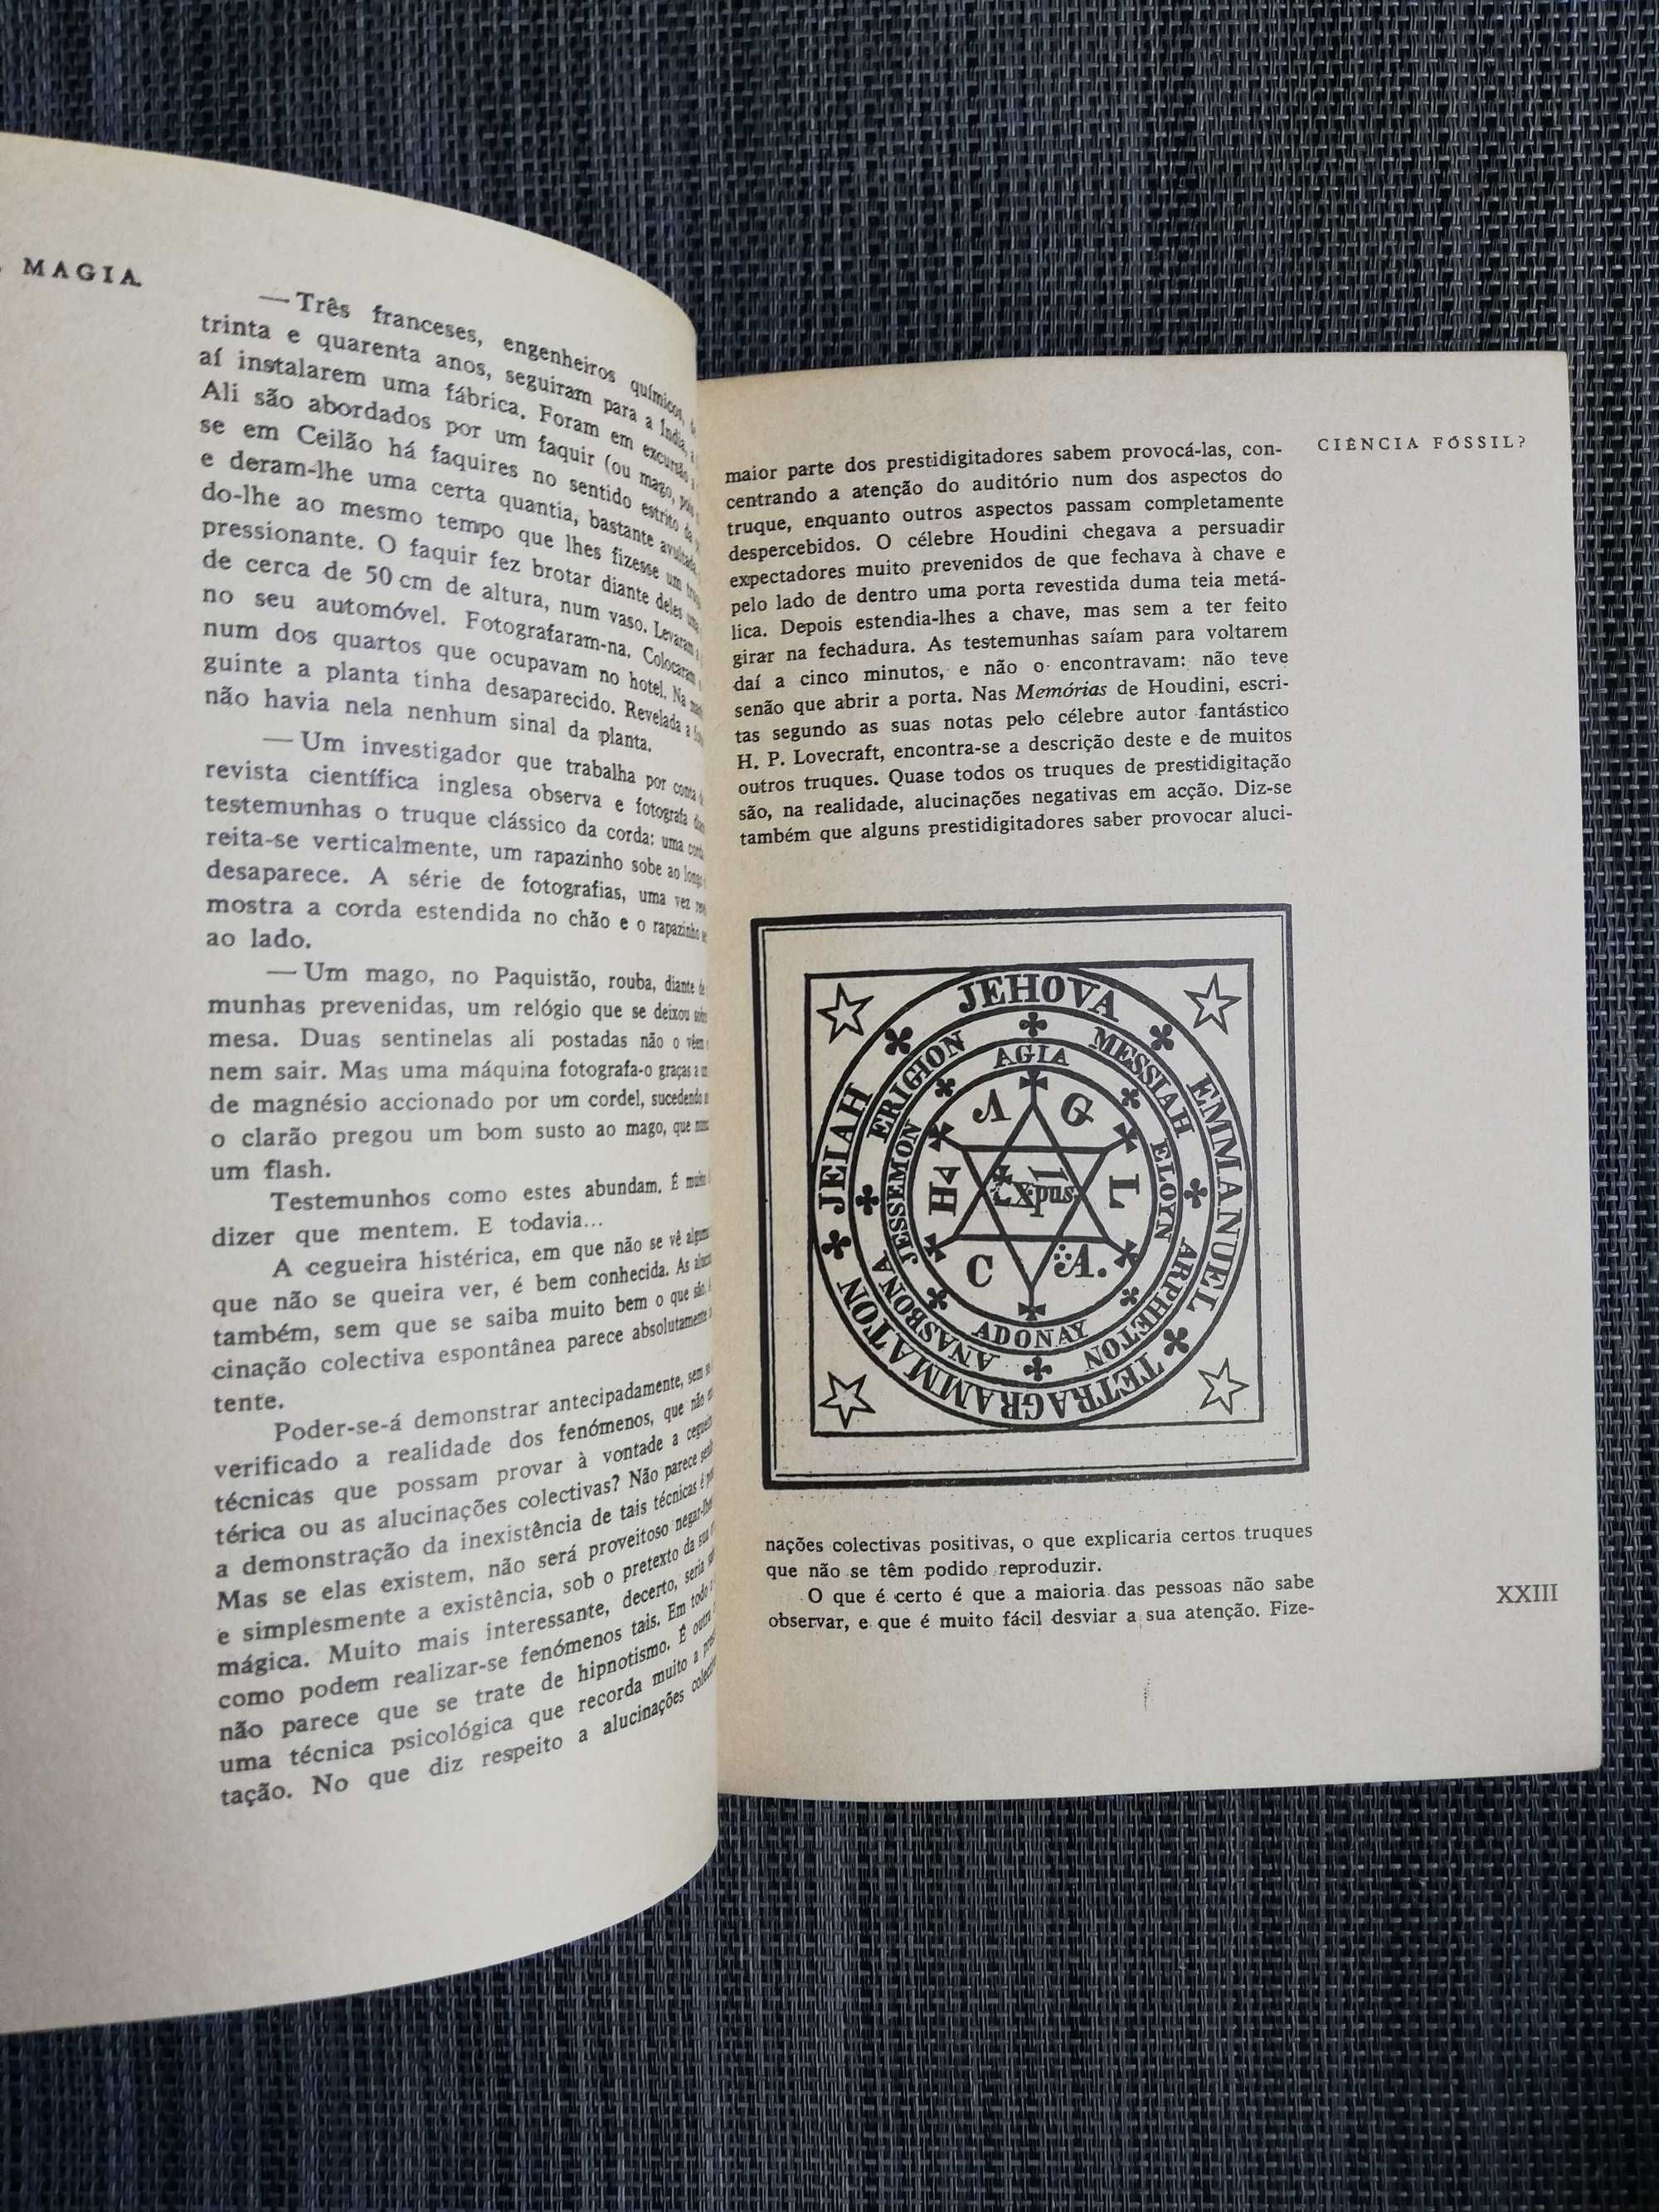 MAGIA
—Três franceses, engenheiros químicos,
trinta e quarenta anos, seguiram para a Índia,
aí instalarem uma fábrica. Foram em excursão
Ali são abordados por um faquir (ou mago, pois
se em Ceilão há faquires no sentido estrito da
e deram-lhe uma certa quantia, bastante avultada,
do-lhe ao mesmo tempo que lhes fizesse um
pressionante. O faquir fez brotar diante deles uma
de cerca de 50 cm de altura, num vaso. Levaram
no seu automóvel. Fotografaram-na. Colocaram
num dos quartos que ocupavam no hotel. Na
guinte a planta tinha desaparecido. Revelada a
não havia nela nenhum sinal da planta.
—Um investigador que trabalha por conta
revista científica inglesa observa e fotografa
testemunhas o truque clássico da corda: uma
reita-se verticalmente, um rapazinho sobe ao
desaparece. A série de fotografias, uma vez
mostra a corda estendida no chão e o rapazinho
ao lado.
—Um mago, no Paquistão, rouba, diante
munhas prevenidas, um relógio que se deixou
mesa. Duas sentinelas ali postadas não o vêem
nem sair. Mas uma máquina fotografa-o graças a
de magnésio accionado por um cordel, sucedendo
o clarão pregou um bom susto ao mago, que
um flash.
Testemunhos como estes abundam. É
dizer que mentem. E todavia...
A cegueira histérica, em que não se vê
que não se queira ver, é bem conhecida. As
também, sem que se saiba muito bem o que são.
cinação colectiva espontânea parece absolutamente
tente.
Poder-se-á demonstrar antecipadamente, sem
verificado a realidade dos fenómenos, que não
técnicas que possam provar à vontade a
térica ou as alucinações colectivas? Não parece
a demonstração da inexistência de tais técnicas é
Mas se elas existem, não será proveitoso
e simplesmente a existência, sob o pretexto da sua
mágica. Muito mais interessante, decerto, seria
como podem realizar-se fenómenos tais. Em todo
não parece que se trate de hipnotismo. É outra
uma técnica psicológica que recorda muito a
tação. No que diz respeito a alucinações
CIÊNCIA FÓSSIL?
maior parte dos prestidigitadores sabem provocá-las, con-
centrando a atenção do auditório num dos aspectos do
truque, enquanto outros aspectos passam completamente
despercebidos. O célebre Houdini chegava a persuadir
expectadores muito prevenidos de que fechava à chave e
pelo lado de dentro uma porta revestida duma teia metá-
lica. Depois estendia-lhes a chave, mas sem a ter feito
girar na fechadura. As testemunhas saíam para voltarem
daí a cinco minutos, e não o encontravam: não teve
senão que abrir a porta. Nas Memórias de Houdini, escri-
tas segundo as suas notas pelo célebre autor fantástico
H. P. Lovecraft, encontra-se a descrição deste e de muitos
outros truques. Quase todos os truques de prestidigitação
são, na realidade, alucinações negativas em acção. Diz-se
também que alguns prestidigitadores saber provocar aluci-
JEHOVA
EMMANUEL
TETRAGRAMMATON
JELAH
ERIGION
MESSIAH
ELOYN
ARPHETON
ANASBONA
JESSEMON
AGIA
ADONAY
A G
L
A.
C
HA
Xpus
nações colectivas positivas, o que explicaria certos truques
que não se têm podido reproduzir.
O que é certo é que a maioria das pessoas não sabe
observar, e que é muito fácil desviar a sua atenção. Fize-
XXIII